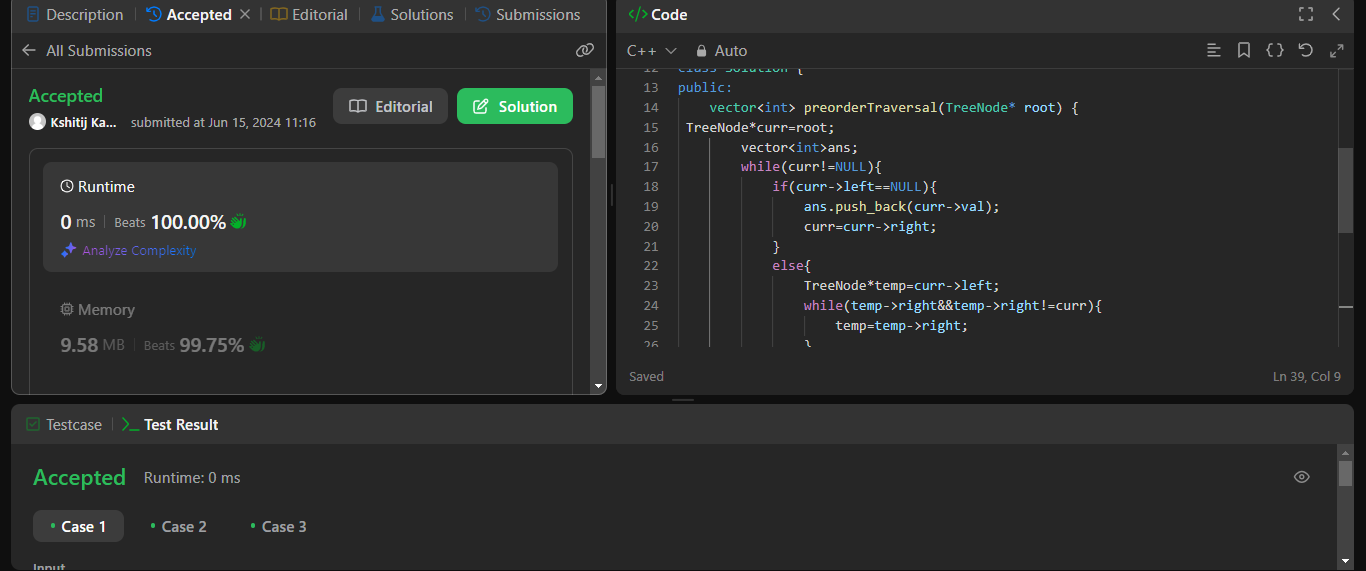 Description Accepted Editorial Solutions Submissions
All Submissions
Accepted
Kshitij Ka... submitted at Jun 15, 2024 11:16
Editorial Solution
Runtime
0 ms Beats 100.00%
Analyze Complexity
Memory
9.58 MB Beats 99.75%
</> Code
C++ Auto
12 class Solution {
13 public:
14 vector<int> preorderTraversal(TreeNode* root) {
15 TreeNode*curr=root;
16 vector<int>ans;
17 while(curr!=NULL){
18 if(curr->left==NULL){
19 ans.push_back(curr->val);
20 curr=curr->right;
21 }
22 else{
23 TreeNode*temp=curr->left;
24 while(temp->right&&temp->right!=curr){
25 temp=temp->right;
26 }
Saved Ln 39, Col 9
Testcase >_ Test Result
Accepted Runtime: 0 ms
Case 1 Case 2 Case 3
Input